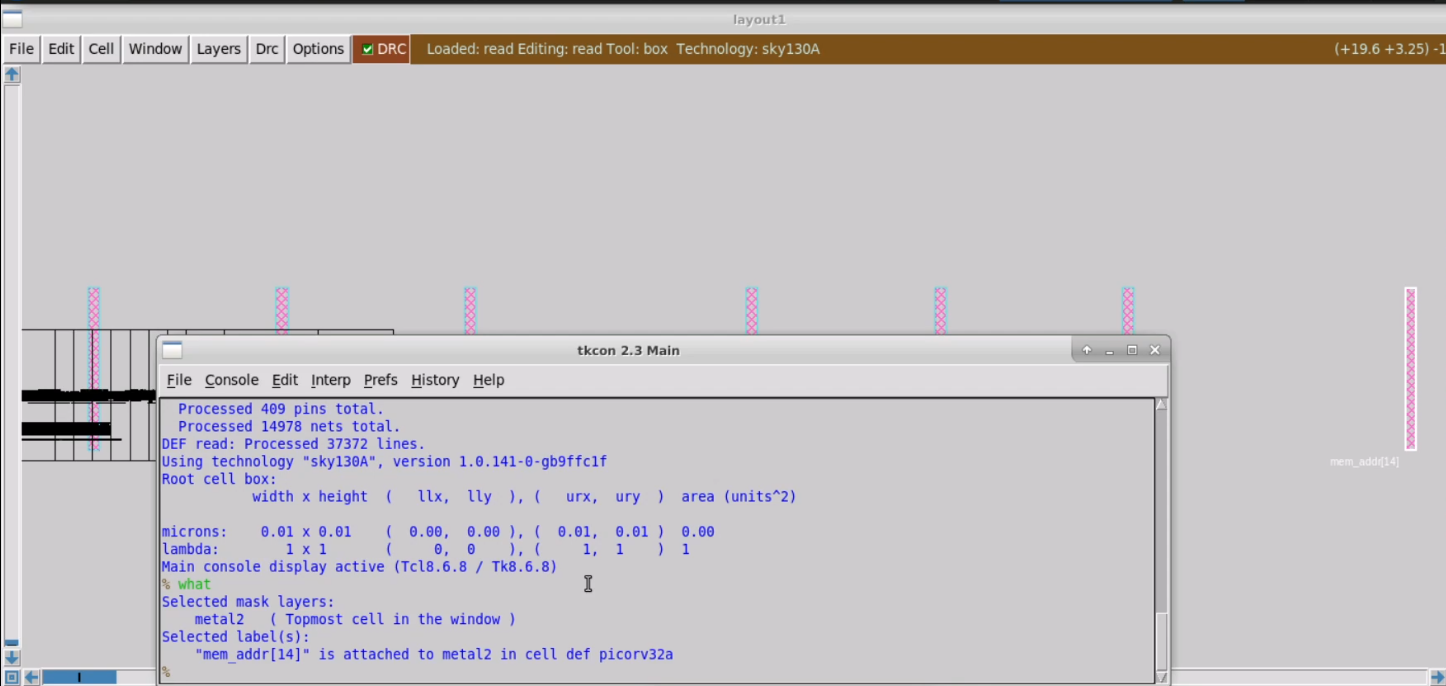 layout1
File Edit Cell Window Layers Drc Options DRC Loaded: read Editing: read Tool: box Technology: sky130A (+19.6 +3.25) -1
mem_addr[14]
tkcon 2.3 Main
File Console Edit Interp Prefs History Help
Processed 409 pins total.
Processed 14978 nets total.
DEF read: Processed 37372 lines.
Using technology "sky130A", version 1.0.141-0-gb9ffc1f
Root cell box:
width x height ( llx, lly ), ( urx, ury ) area (units^2)
microns: 0.01 x 0.01 ( 0.00, 0.00 ), ( 0.01, 0.01 ) 0.00
lambda: 1 x 1 ( 0, 0 ), ( 1, 1 ) 1
Main console display active (Tcl8.6.8 / Tk8.6.8)
% what
Selected mask layers:
metal2 ( Topmost cell in the window )
Selected label(s):
"mem_addr[14]" is attached to metal2 in cell def picorv32a
%